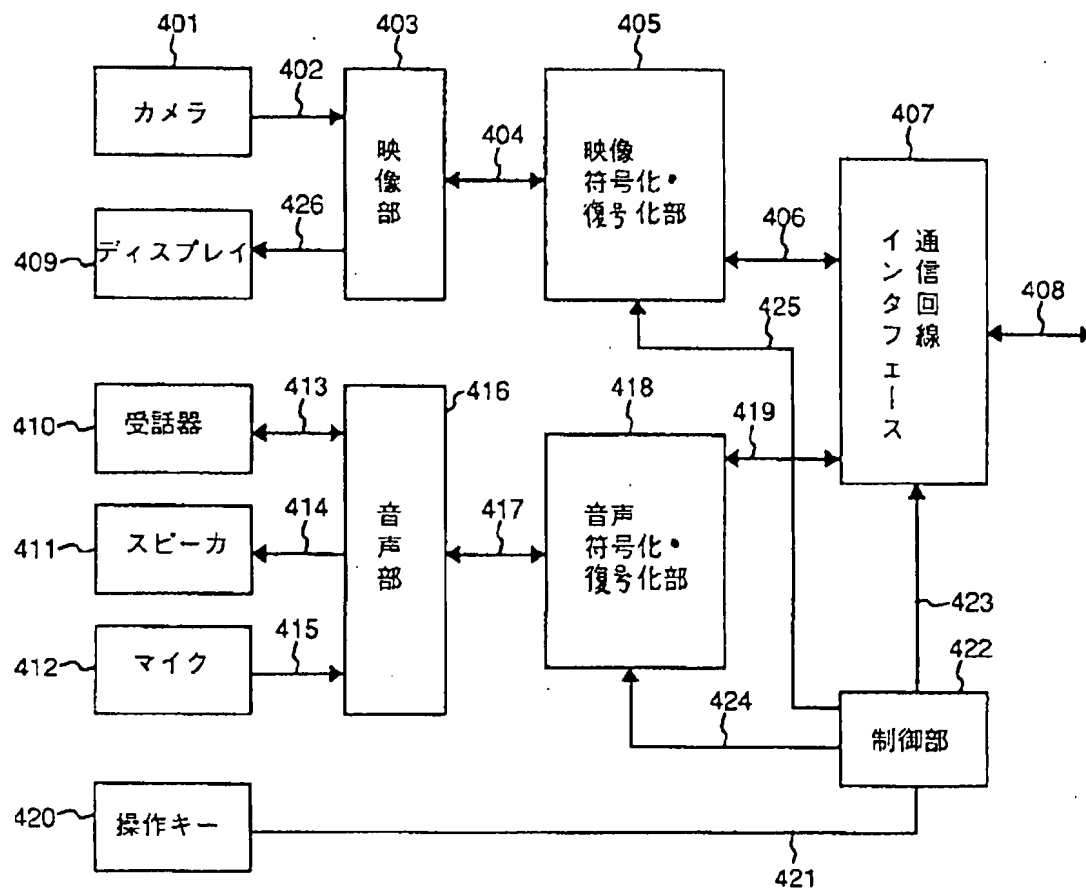 401
403
405
402
カメラ
407
映像部
404
映像
符号化・
復号化部
426
406
通信回線
インタフェース
409
ディスプレイ
408
425
413
416
418
410
受話器
419
414
417
音声部
音声
符号化・
復号化部
411
スピーカ
423
415
412
マイク
422
424
制御部
420
操作キー
421